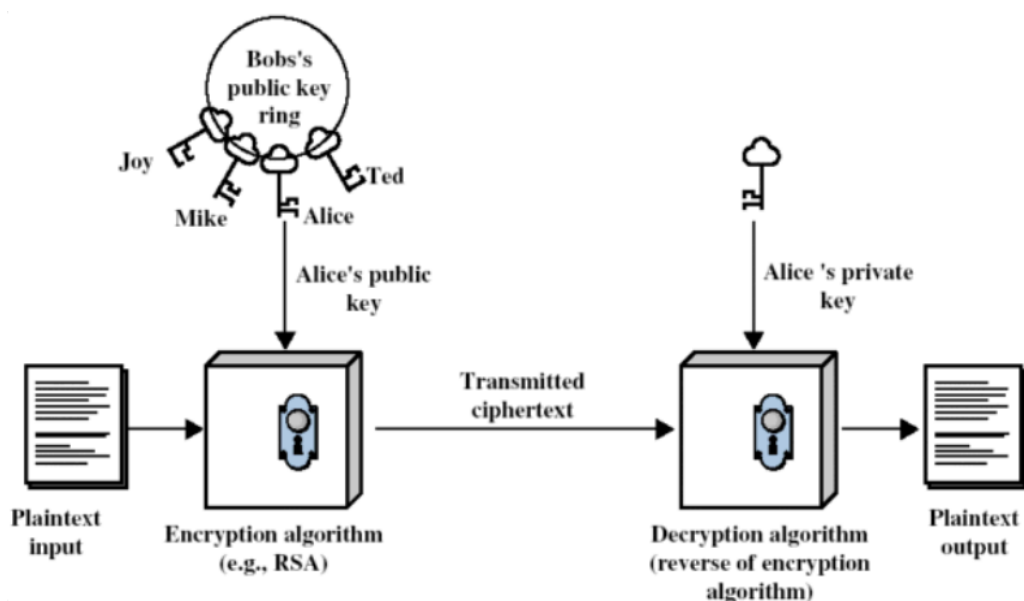 Bobs's
public key
ring
Joy
Ted
Mike
Alice
Alice's public
key
Alice 's private
key
Transmitted
ciphertext
Plaintext
input
Encryption algorithm
(e.g., RSA)
Decryption algorithm
(reverse of encryption
algorithm)
Plaintext
output